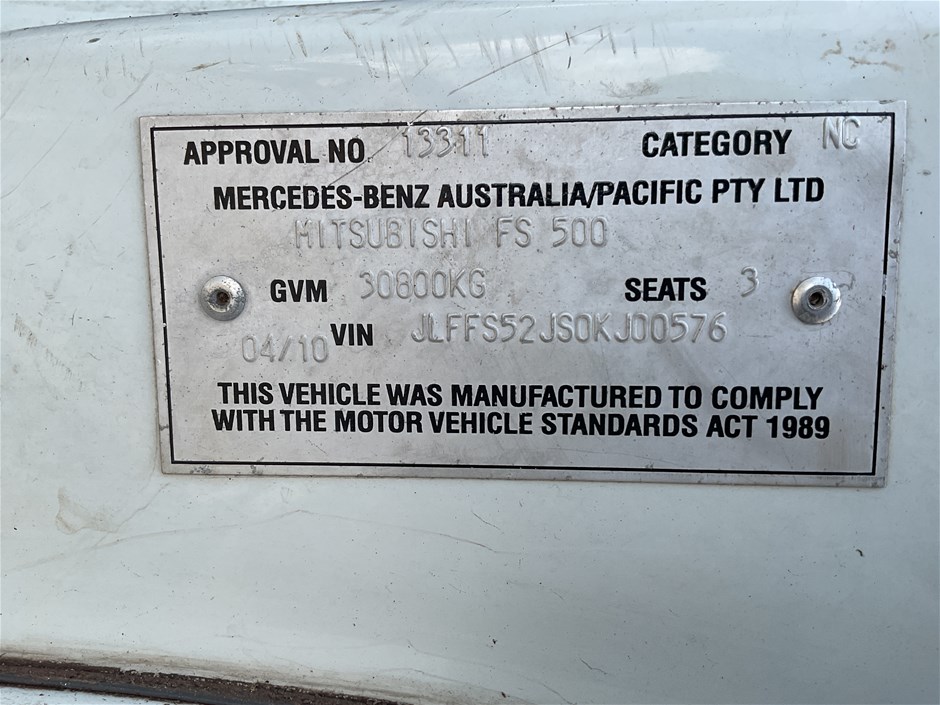 APPROVAL NO 13311 CATEGORY NC
MERCEDES-BENZ AUSTRALIA/PACIFIC PTY LTD
MITSUBISHI FS 500
GVM 30800KG SEATS 3
04/10 VIN JLFFS52JS0KJ00576
THIS VEHICLE WAS MANUFACTURED TO COMPLY
WITH THE MOTOR VEHICLE STANDARDS ACT 1989